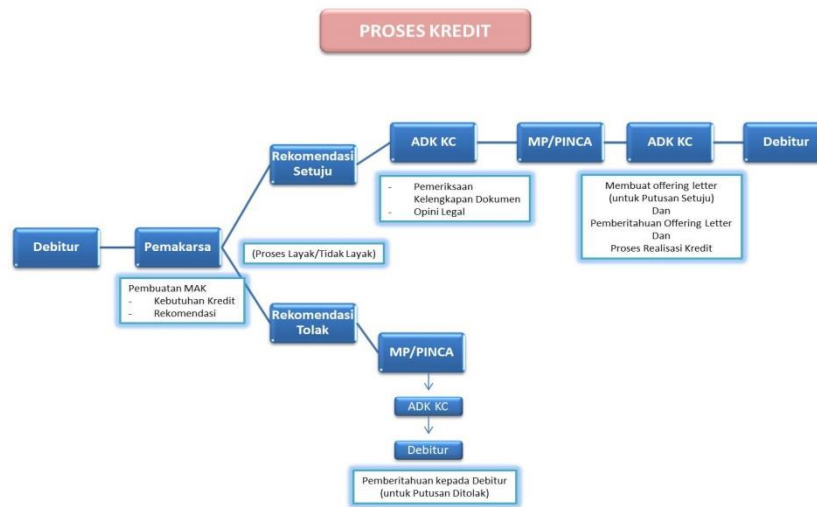 PROSES KREDIT
Debitur
Pemakarsa
Pembuatan MAK
- Kebutuhan Kredit
- Rekomendasi
(Proses Layak/Tidak Layak)
Rekomendasi
Setuju
ADK KC
- Pemeriksaan
Kelengkapan Dokumen
- Opini Legal
MP/PINCA
ADK KC
Membuat offering letter
(untuk Putusan Setuju)
Dan
Pemberitahuan Offering Letter
Dan
Proses Realisasi Kredit
Debitur
Rekomendasi
Tolak
MP/PINCA
ADK KC
Debitur
Pemberitahuan kepada Debitur
(untuk Putusan Ditolak)